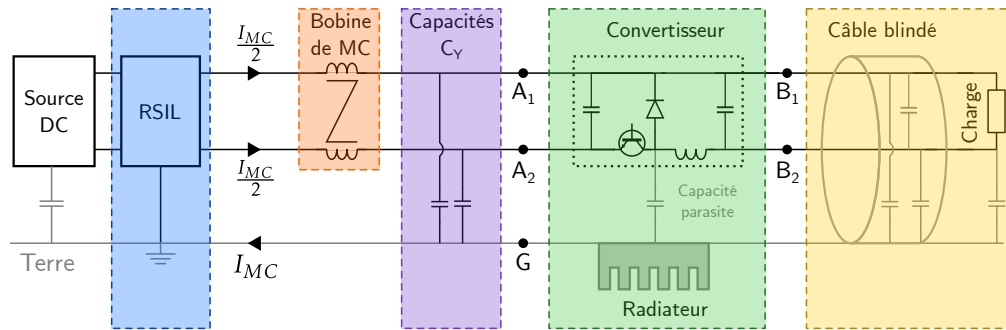 Source
DC
Terre
RSIL
I_MC
2
I_MC
2
I_MC
Bobine
de MC
Capacités
C_Y
A₁
A₂
G
Convertisseur
Capacité
parasite
Radiateur
B₁
B₂
Câble blindé
Charge